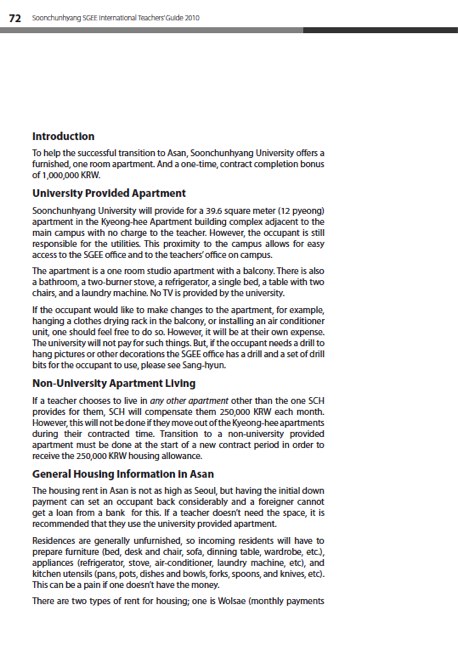 72 Soonchunhyang SGEE International Teachers' Guide 2010
Introduction
To help the successful transition to Asan, Soonchunhyang University offers a
furnished, one room apartment. And a one-time, contract completion bonus
of 1,000,000 KRW.
University Provided Apartment
Soonchunhyang University will provide for a 39.6 square meter (12 pyeong)
apartment in the Kyeong-hee Apartment building complex adjacent to the
main campus with no charge to the teacher. However, the occupant is still
responsible for the utilities. This proximity to the campus allows for easy
access to the SGEE office and to the teachers' office on campus.
The apartment is a one room studio apartment with a balcony. There is also
a bathroom, a two-burner stove, a refrigerator, a single bed, a table with two
chairs, and a laundry machine. No TV is provided by the university.
If the occupant would like to make changes to the apartment, for example,
hanging a clothes drying rack in the balcony, or installing an air conditioner
unit, one should feel free to do so. However, it will be at their own expense.
The university will not pay for such things. But, if the occupant needs a drill to
hang pictures or other decorations the SGEE office has a drill and a set of drill
bits for the occupant to use, please see Sang-hyun.
Non-University Apartment Living
If a teacher chooses to live in any other apartment other than the one SCH
provides for them, SCH will compensate them 250,000 KRW each month.
However, this will not be done if they move out of the Kyeong-hee apartments
during their contracted time. Transition to a non-university provided
apartment must be done at the start of a new contract period in order to
receive the 250,000 KRW housing allowance.
General Housing Information in Asan
The housing rent in Asan is not as high as Seoul, but having the initial down
payment can set an occupant back considerably and a foreigner cannot
get a loan from a bank for this. If a teacher doesn't need the space, it is
recommended that they use the university provided apartment.
Residences are generally unfurnished, so incoming residents will have to
prepare furniture (bed, desk and chair, sofa, dinning table, wardrobe, etc.),
appliances (refrigerator, stove, air-conditioner, laundry machine, etc), and
kitchen utensils (pans, pots, dishes and bowls, forks, spoons, and knives, etc).
This can be a pain if one doesn't have the money.
There are two types of rent for housing; one is Wolsae (monthly payments